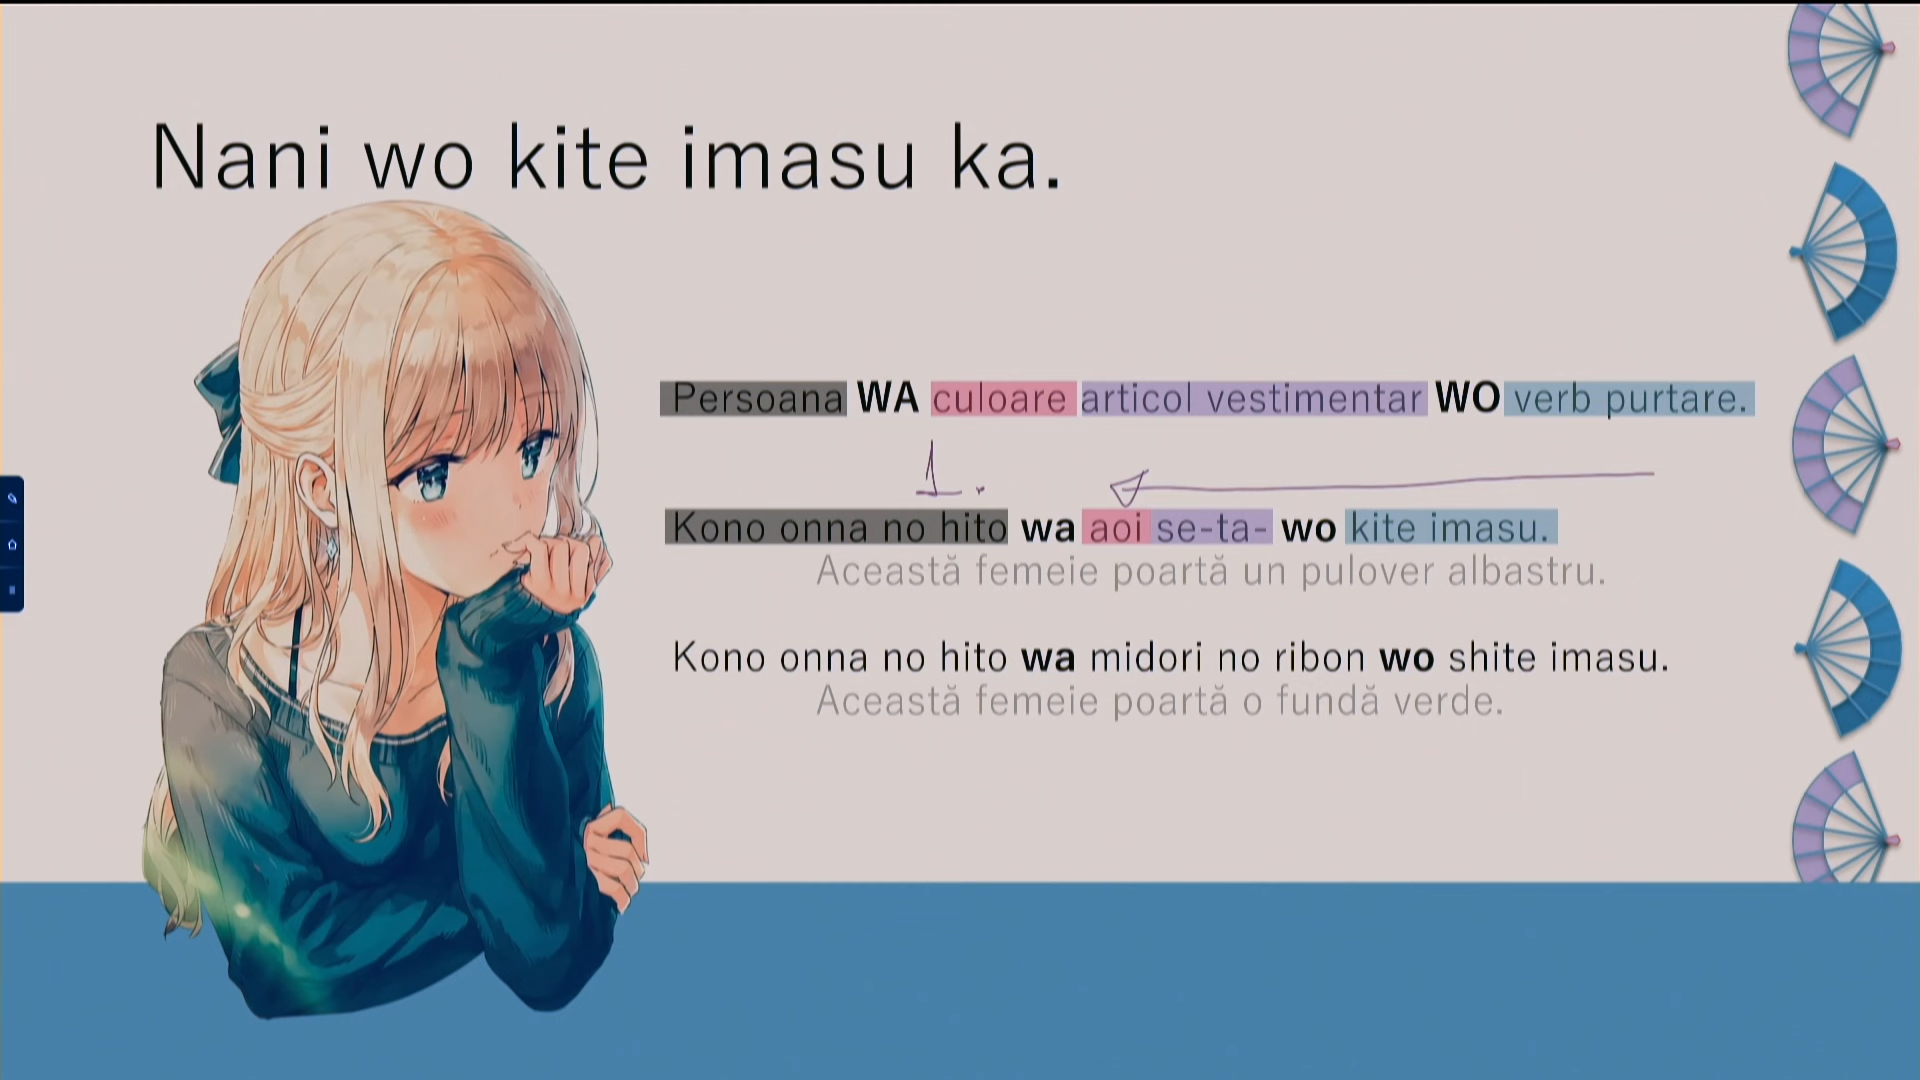 Nani wo kite imasu ka.
Persoana WA culoare articol vestimentar WO verb purtare.
1.
Kono onna no hito wa aoi se-ta- wo kite imasu.
Această femeie poartă un pulover albastru.
Kono onna no hito wa midori no ribon wo shite imasu.
Această femeie poartă o fundă verde.